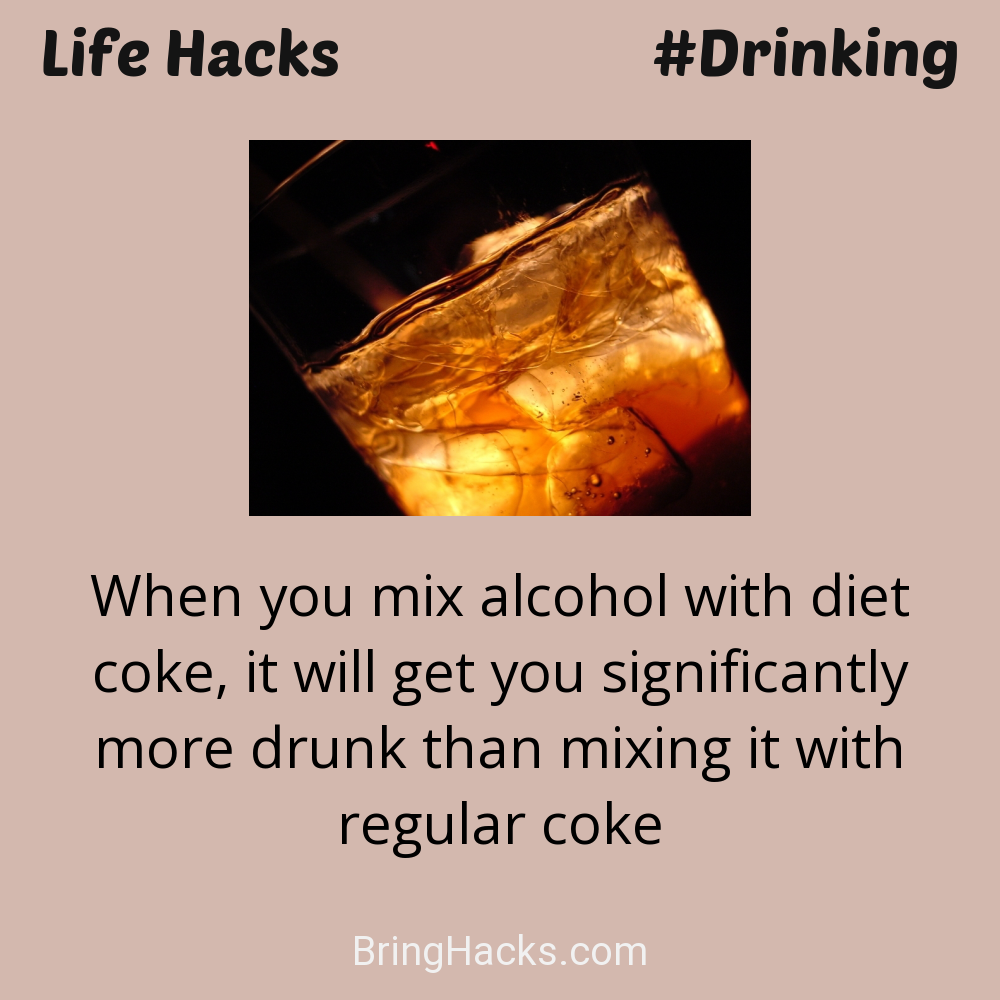 Life Hacks #Drinking
When you mix alcohol with diet
coke, it will get you significantly
more drunk than mixing it with
regular coke
BringHacks.com